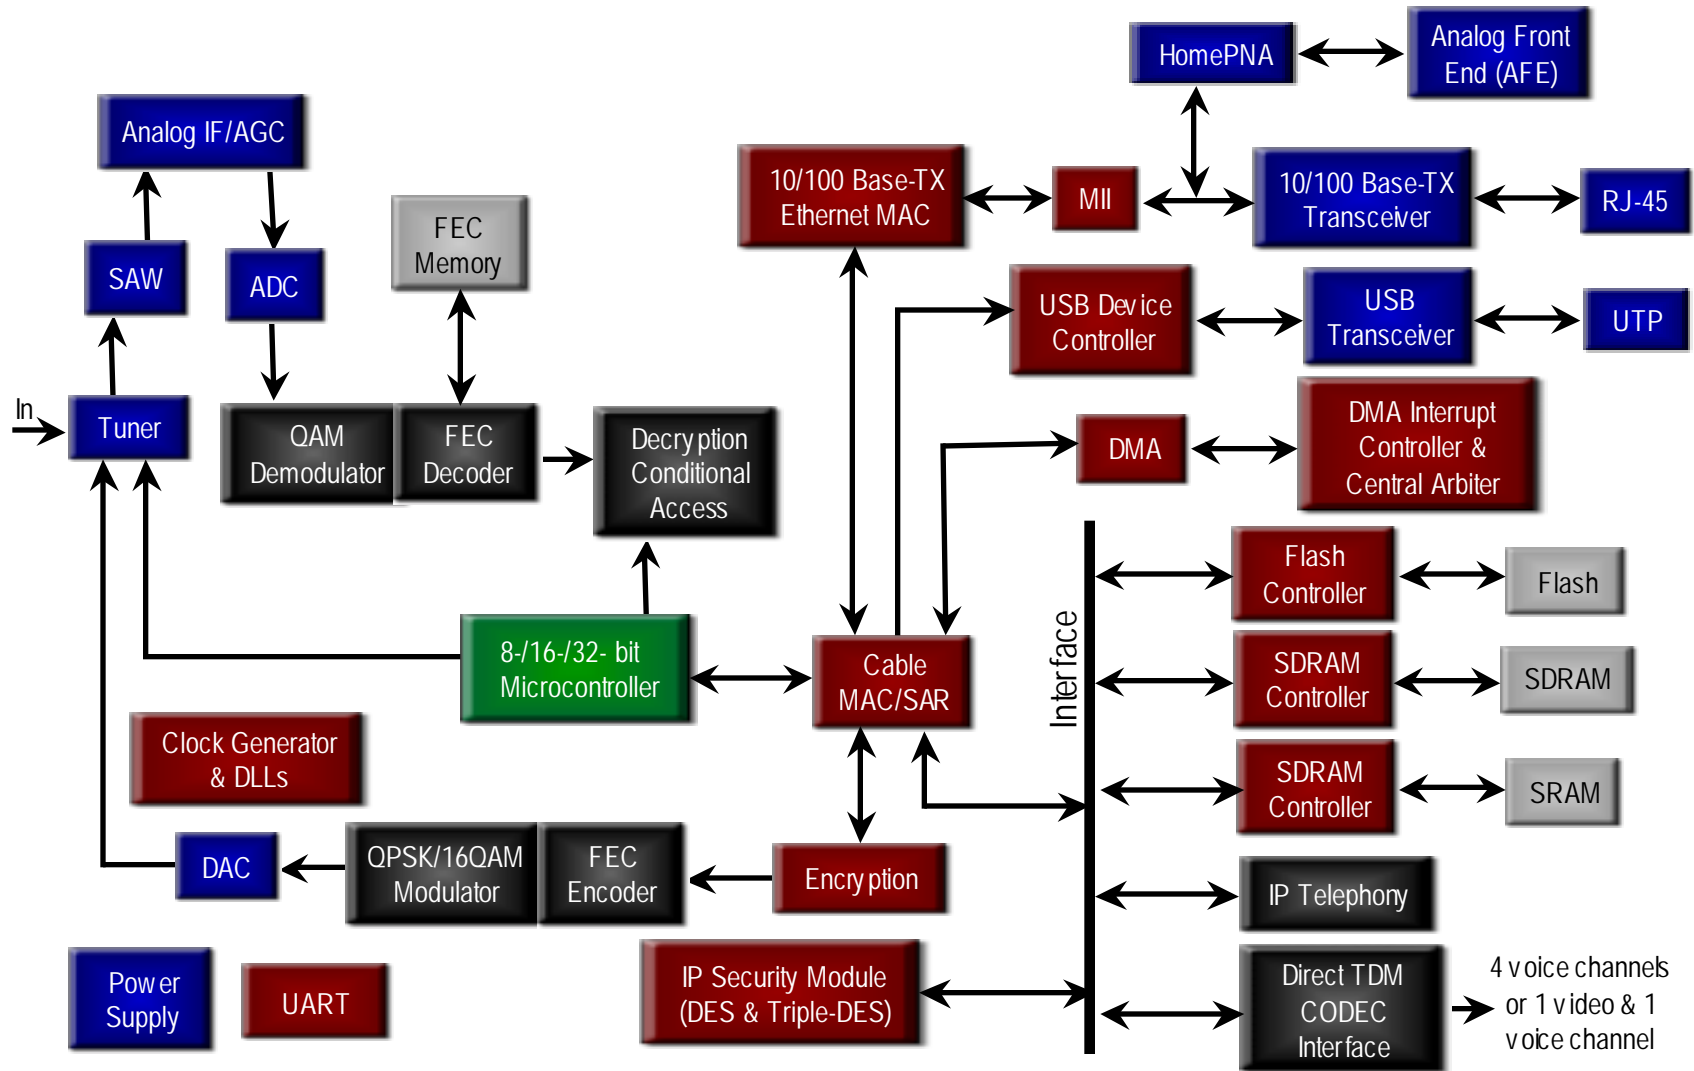 HomePNA
Analog Front
End (AFE)
Analog IF/AGC
10/100 Base-TX
Ethernet MAC
MII
10/100 Base-TX
Transceiver
RJ-45
FEC
Memory
SAW
ADC
USB Device
Controller
USB
Transceiver
UTP
In
Tuner
QAM
Demodulator
FEC
Decoder
Decryption
Conditional
Access
DMA
DMA Interrupt
Controller &
Central Arbiter
Flash
Controller
Flash
Interface
8-/16-/32- bit
Microcontroller
Cable
MAC/SAR
SDRAM
Controller
SDRAM
Clock Generator
& DLLs
SDRAM
Controller
SRAM
DAC
QPSK/16QAM
Modulator
FEC
Encoder
Encryption
IP Telephony
Power
Supply
UART
IP Security Module
(DES & Triple-DES)
Direct TDM
CODEC
Interface
4 voice channels
or 1 video & 1
voice channel